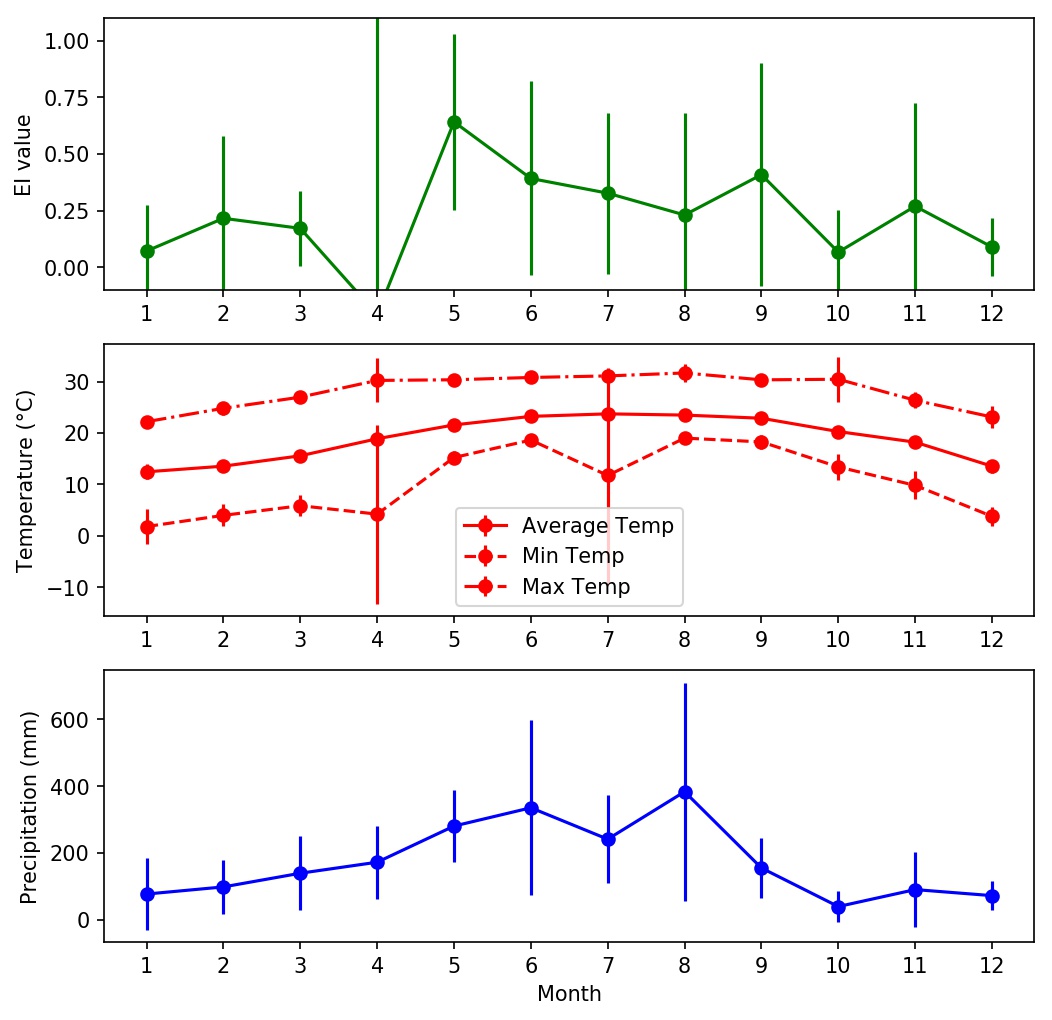 1.00
0.75
0.50
0.25
0.00
EI value
1 2 3 4 5 6 7 8 9 10 11 12
30
20
10
0
−10
Temperature (°C)
Average Temp
Min Temp
Max Temp
1 2 3 4 5 6 7 8 9 10 11 12
600
400
200
0
Precipitation (mm)
1 2 3 4 5 6 7 8 9 10 11 12
Month